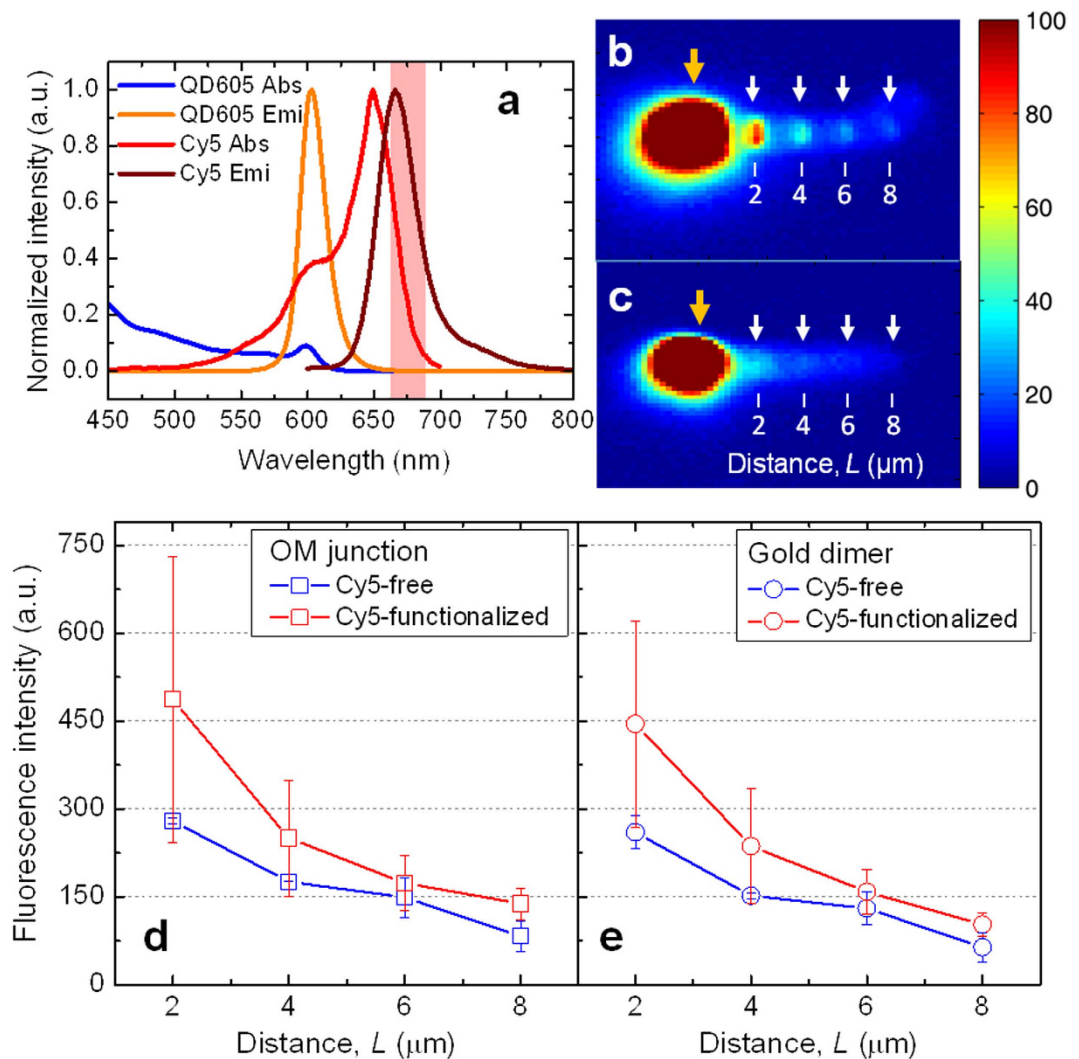 a
QD605 Abs
QD605 Emi
Cy5 Abs
Cy5 Emi
1.0
0.8
0.6
0.4
0.2
0.0
Normalized intensity (a.u.)
450 500 550 600 650 700 750 800
Wavelength (nm)
b
2 4 6 8
c
2 4 6 8
Distance, L (μm)
100
80
60
40
20
0
OM junction
Cy5-free
Cy5-functionalized
750
600
450
300
150
0
Fluorescence intensity (a.u.)
d
2 4 6 8
Distance, L (μm)
Gold dimer
Cy5-free
Cy5-functionalized
e
2 4 6 8
Distance, L (μm)